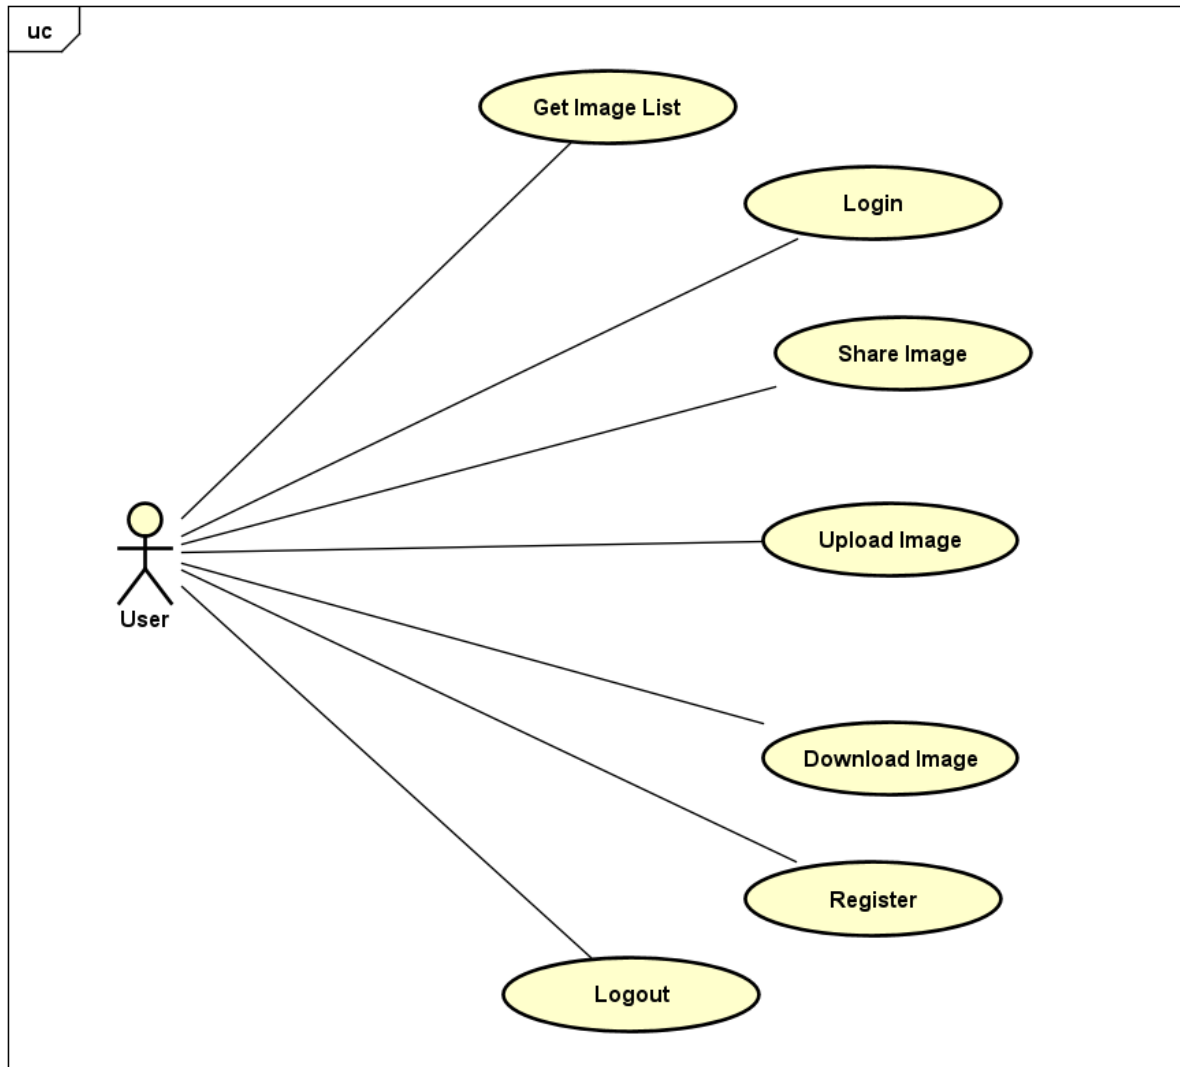 uc
Get Image List
Login
Share Image
Upload Image
User
Download Image
Register
Logout